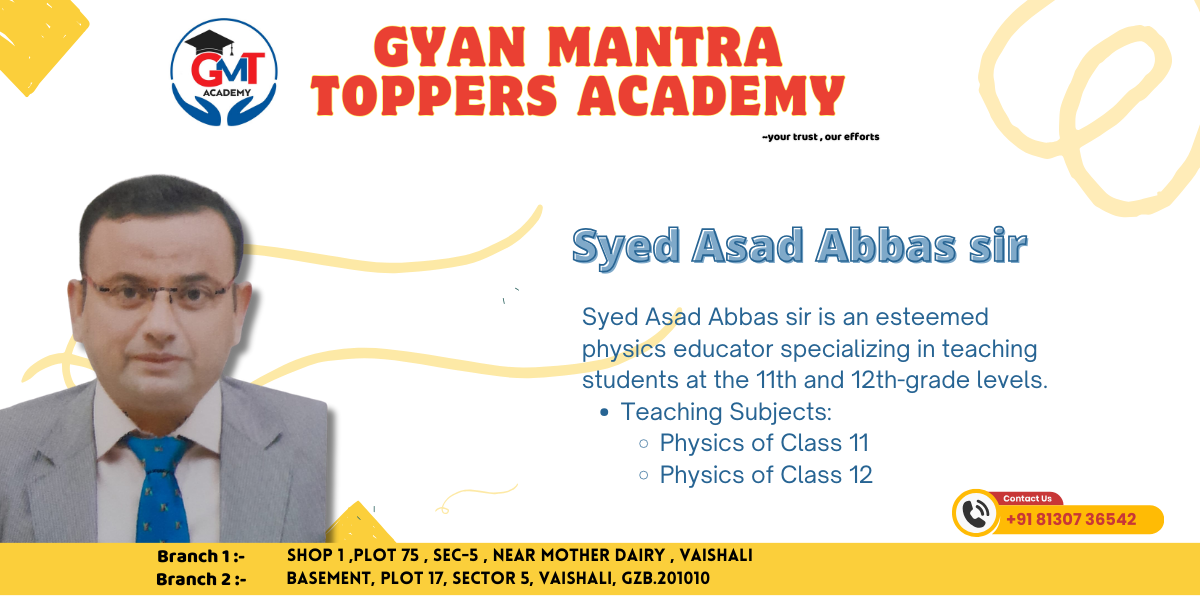 GMT
ACADEMY
GYAN MANTRA
TOPPERS ACADEMY
~your trust , our efforts
Syed Asad Abbas sir
Syed Asad Abbas sir is an esteemed
physics educator specializing in teaching
students at the 11th and 12th-grade levels.
• Teaching Subjects:
○ Physics of Class 11
○ Physics of Class 12
Contact Us
+91 81307 36542
Branch 1 :- SHOP 1 ,PLOT 75 , SEC-5 , NEAR MOTHER DAIRY , VAISHALI
Branch 2 :- BASEMENT, PLOT 17, SECTOR 5, VAISHALI, GZB.201010